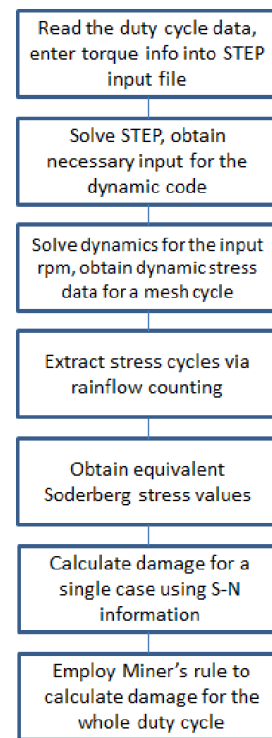 Read the duty cycle data,
enter torque info into STEP
input file
Solve STEP, obtain
necessary input for the
dynamic code
Solve dynamics for the input
rpm, obtain dynamic stress
data for a mesh cycle
Extract stress cycles via
rainflow counting
Obtain equivalent
Soderberg stress values
Calculate damage for a
single case using S-N
information
Employ Miner's rule to
calculate damage for the
whole duty cycle